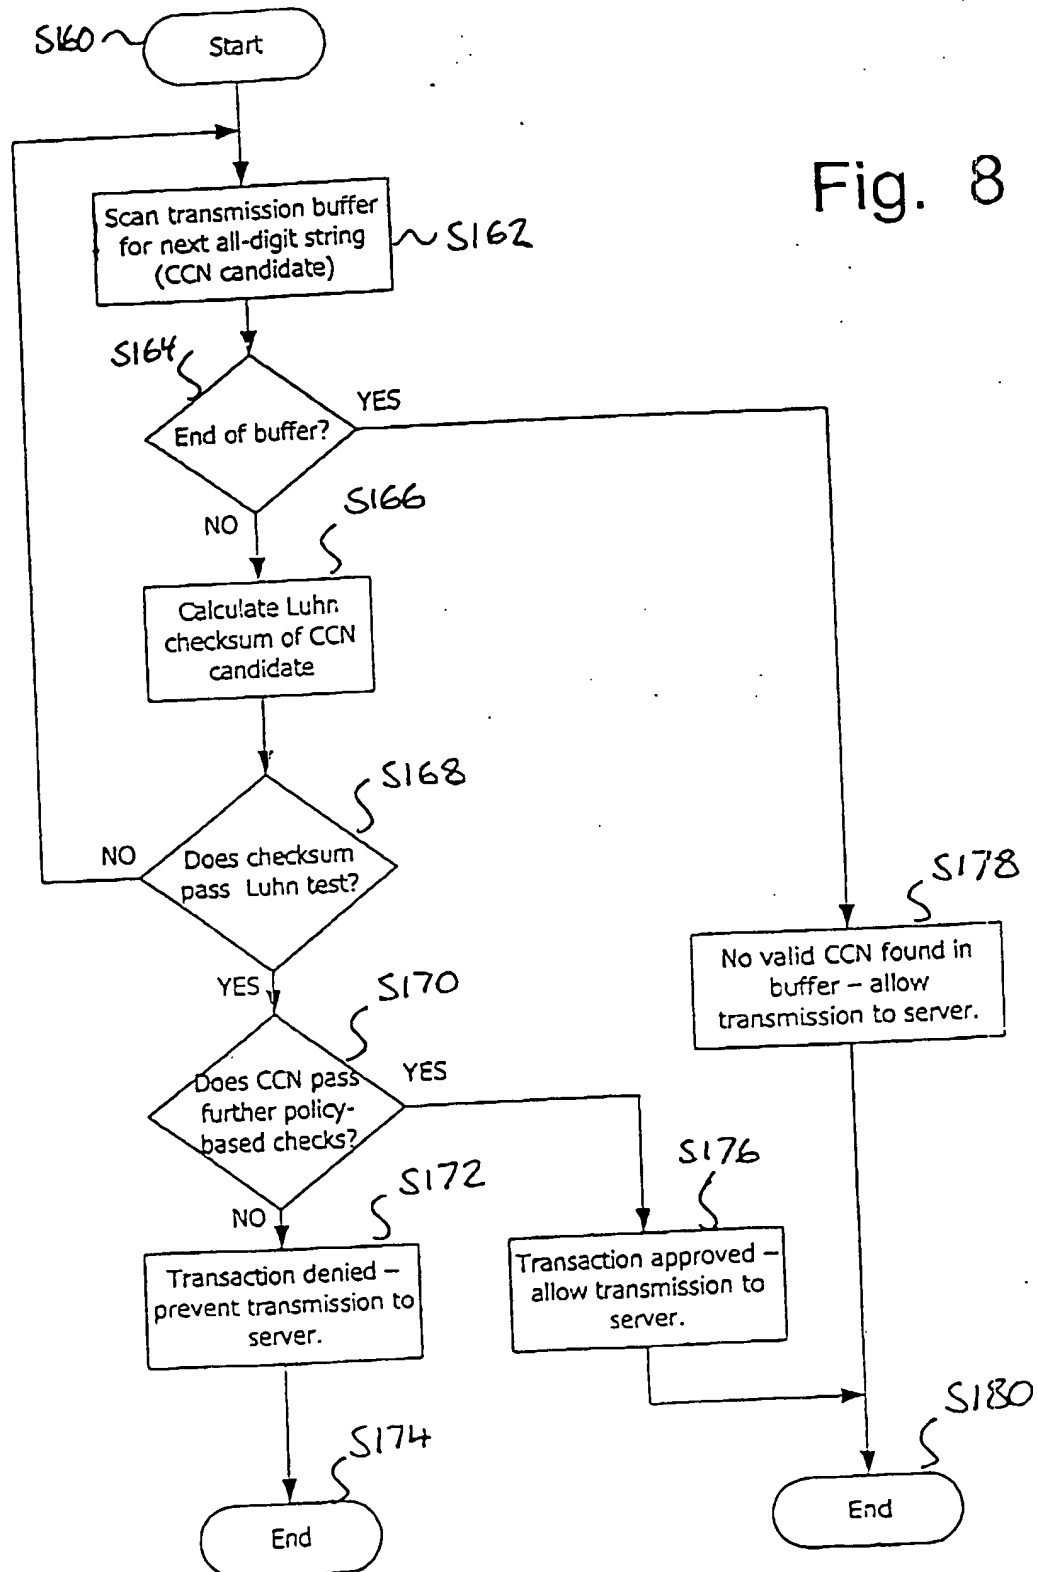 S160
Start
Fig. 8
Scan transmission buffer
for next all-digit string
(CCN candidate)
S162
S164
End of buffer?
YES
NO
S166
Calculate Luhn
checksum of CCN
candidate
S168
Does checksum
pass Luhn test?
NO
YES
S170
Does CCN pass
further policy-
based checks?
YES
NO
S172
Transaction denied –
prevent transmission to
server.
S174
End
S176
Transaction approved –
allow transmission to
server.
S178
No valid CCN found in
buffer – allow
transmission to server.
S180
End